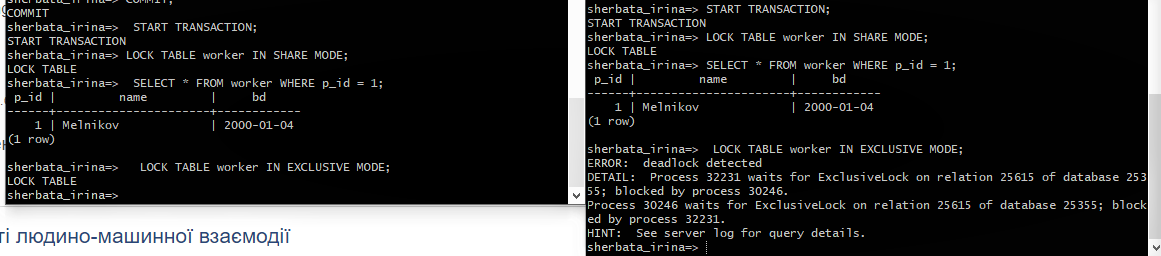 sherbata_irina=> COMMIT;
COMMIT
sherbata_irina=>  START TRANSACTION;
START TRANSACTION
sherbata_irina=> LOCK TABLE worker IN SHARE MODE;
LOCK TABLE
sherbata_irina=>  SELECT * FROM worker WHERE p_id = 1;
 p_id |         name         |     bd
------+----------------------+------------
    1 | Melnikov             | 2000-01-04
(1 row)
sherbata_irina=>   LOCK TABLE worker IN EXCLUSIVE MODE;
LOCK TABLE
sherbata_irina=>
ті людино-машинної взаємодії
sherbata_irina=> START TRANSACTION;
START TRANSACTION
sherbata_irina=> LOCK TABLE worker IN SHARE MODE;
LOCK TABLE
sherbata_irina=> SELECT * FROM worker WHERE p_id = 1;
 p_id |         name         |     bd
------+----------------------+------------
    1 | Melnikov             | 2000-01-04
(1 row)
sherbata_irina=>  LOCK TABLE worker IN EXCLUSIVE MODE;
ERROR:  deadlock detected
DETAIL:  Process 32231 waits for ExclusiveLock on relation 25615 of database 253
55; blocked by process 30246.
Process 30246 waits for ExclusiveLock on relation 25615 of database 25355; block
ed by process 32231.
HINT:  See server log for query details.
sherbata_irina=>